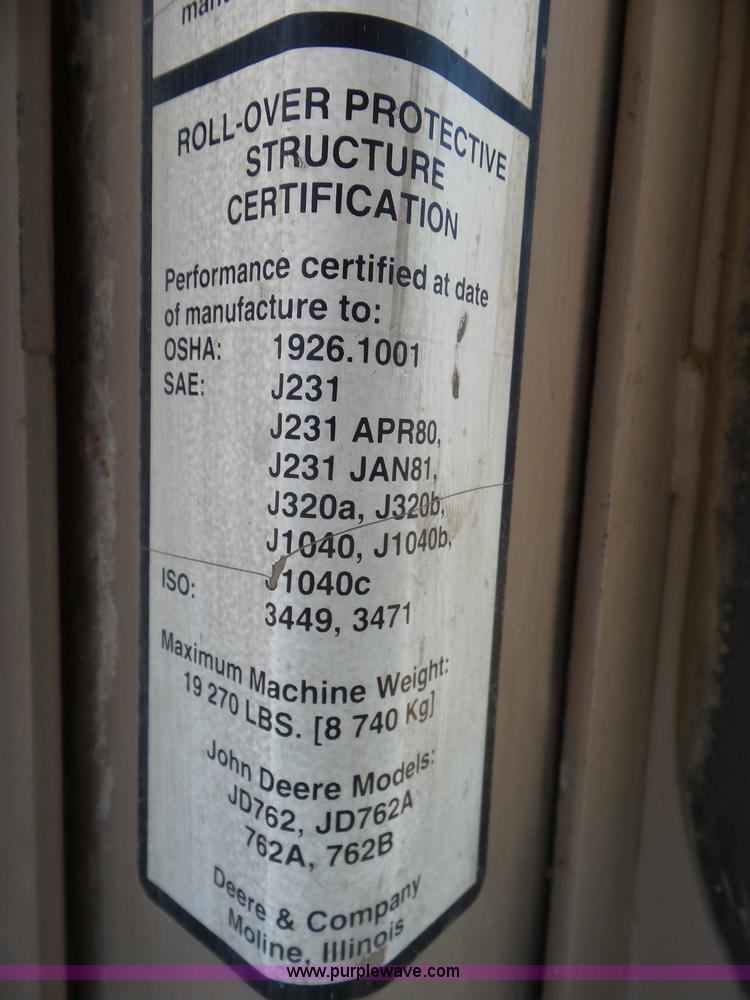 ROLL-OVER PROTECTIVE
STRUCTURE
CERTIFICATION
Performance certified at date
of manufacture to:
OSHA: 1926.1001
SAE: J231
J231 APR80,
J231 JAN81,
J320a, J320b,
J1040, J1040b,
J1040c
ISO: 3449, 3471
Maximum Machine Weight:
19 270 LBS. [8 740 Kg]
John Deere Models:
JD762, JD762A
762A, 762B
Deere & Company
Moline, Illinois
www.purplewave.com